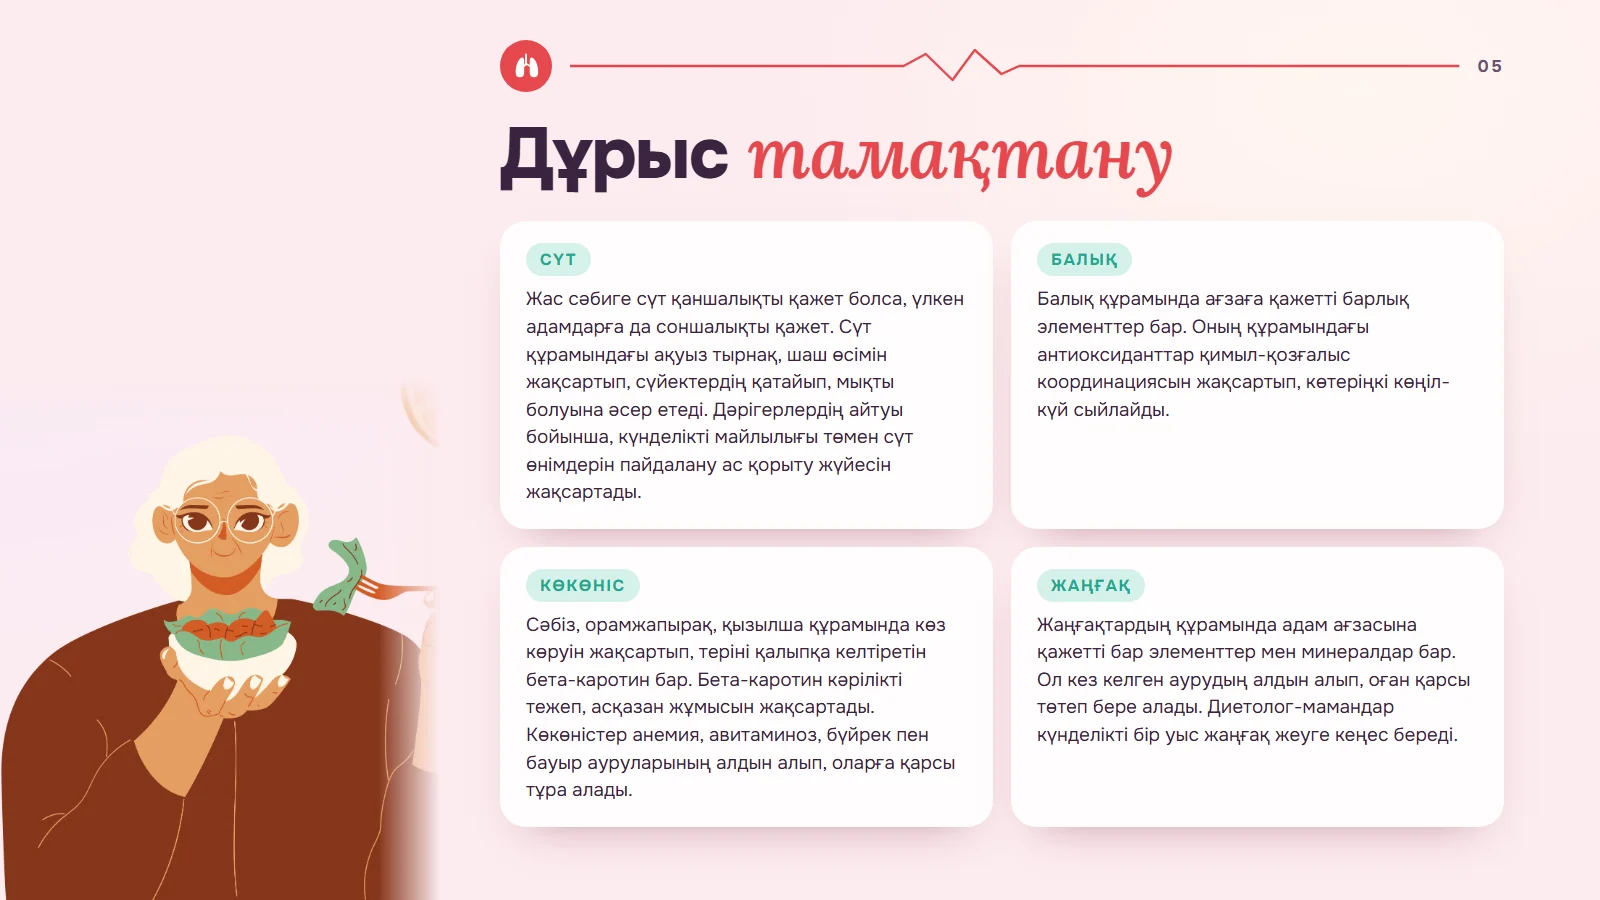 05
Дұрыс тамақтану
СҮТ
Жас сәбиге сүт қаншалықты қажет болса, үлкен
адамдарға да соншалықты қажет. Сүт
құрамындағы ақуыз тырнақ, шаш өсімін
жақсартып, сүйектердің қатайып, мықты
болуына әсер етеді. Дәрігерлердің айтуы
бойынша, күнделікті майлылығы төмен сүт
өнімдерін пайдалану ас қорыту жүйесін
жақсартады.
БАЛЫҚ
Балық құрамында ағзаға қажетті барлық
элементтер бар. Оның құрамындағы
антиоксиданттар қимыл-қозғалыс
координациясын жақсартып, көтеріңкі көңіл-
күй сыйлайды.
КӨКӨНІС
Сәбіз, орамжапырақ, қызылша құрамында көз
көруін жақсартып, теріні қалыпқа келтіретін
бета-каротин бар. Бета-каротин кәрілікті
тежеп, асқазан жұмысын жақсартады.
Көкөністер анемия, авитаминоз, бүйрек пен
бауыр ауруларының алдын алып, оларға қарсы
тұра алады.
ЖАҢҒАҚ
Жаңғақтардың құрамында адам ағзасына
қажетті бар элементтер мен минералдар бар.
Ол кез келген аурудың алдын алып, оған қарсы
төтеп бере алады. Диетолог-мамандар
күнделікті бір уыс жаңғақ жеуге кеңес береді.